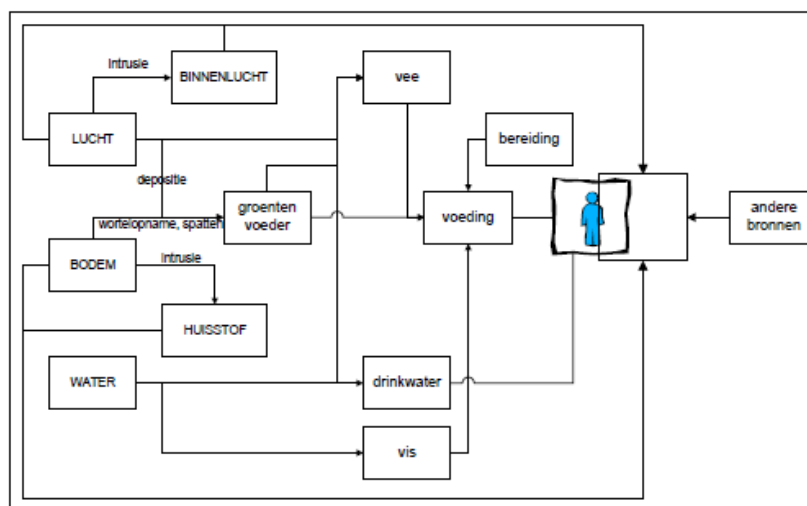 Intrusie
BINNENLUCHT
vee
LUCHT
bereiding
depositie
wortelopname, spatten
groenten
voeder
voeding
andere
bronnen
BODEM
Intrusie
HUISSTOF
WATER
drinkwater
vis